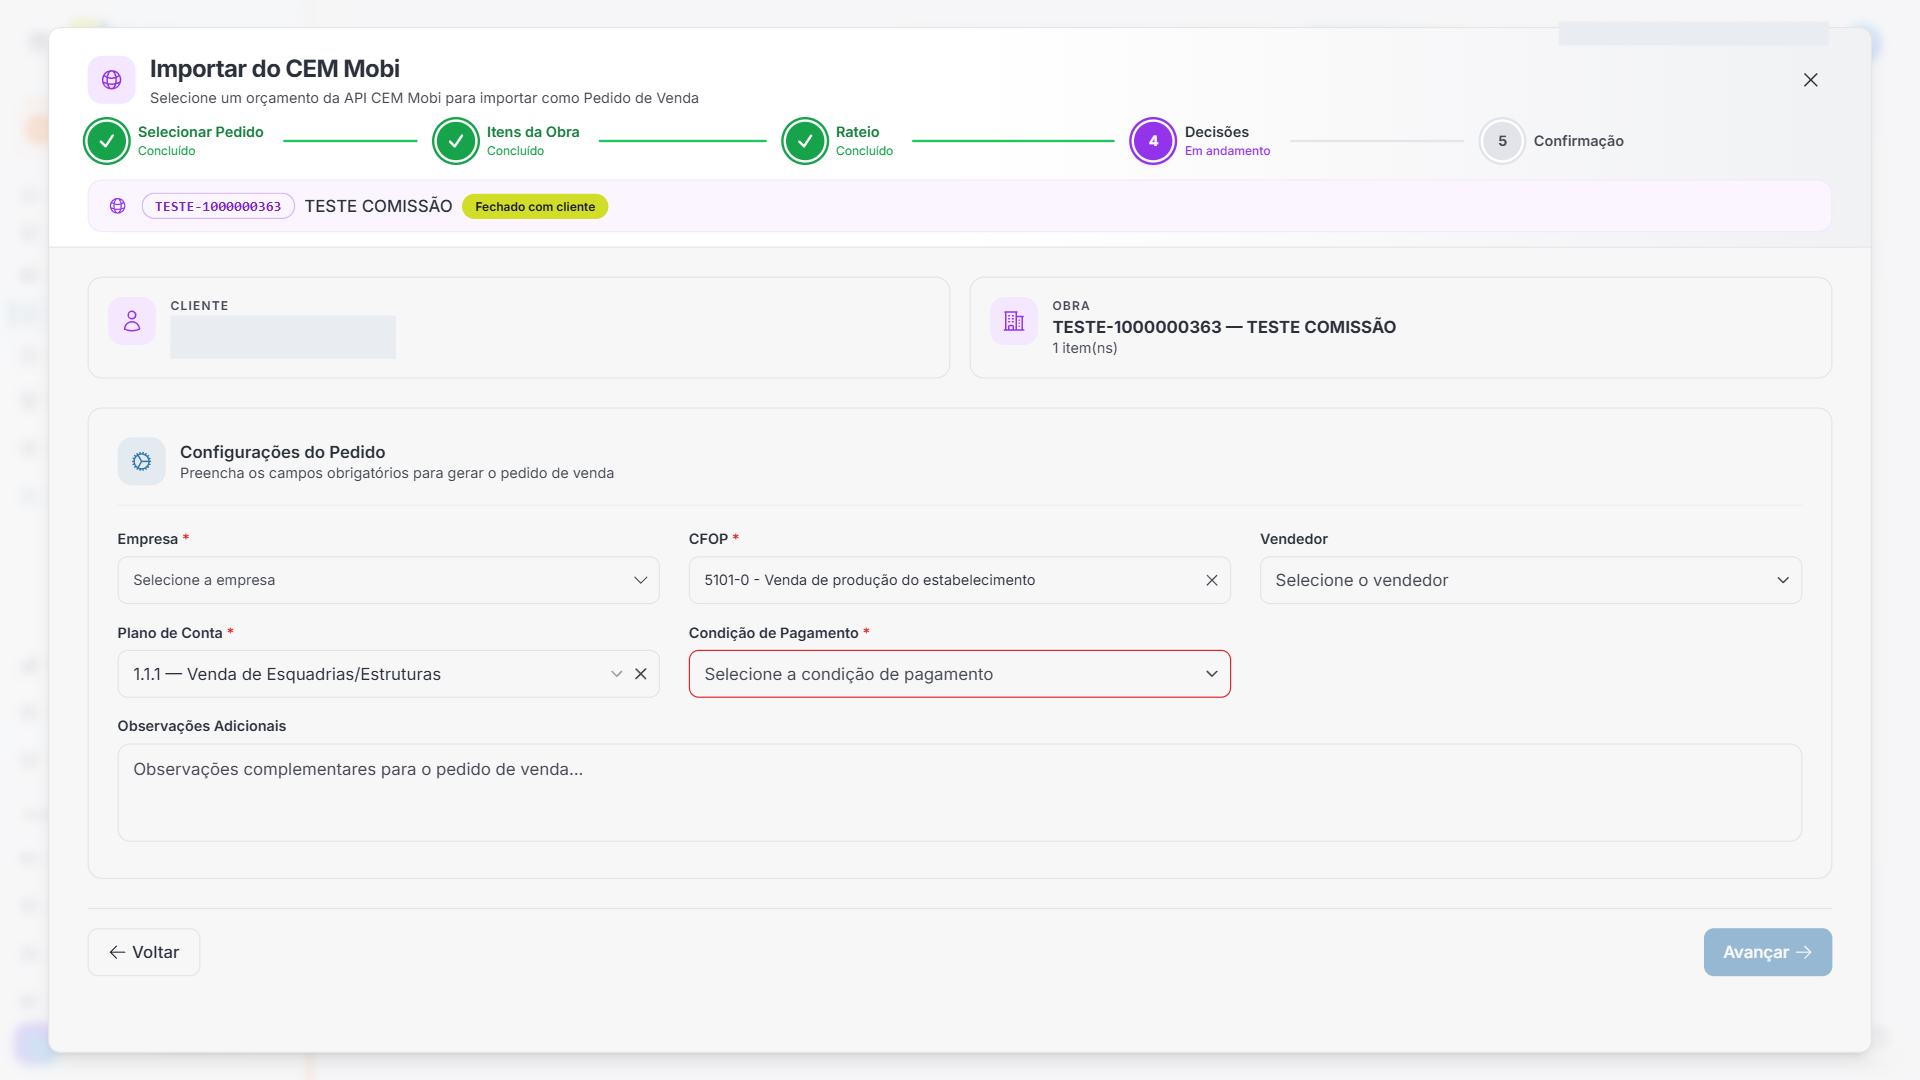 Importar do CEM Mobi
Selecione um orçamento da API CEM Mobi para importar como Pedido de Venda
Selecionar Pedido
Concluído
Itens da Obra
Concluído
Rateio
Concluído
4
Decisões
Em andamento
5
Confirmação
TESTE-1000000363
TESTE COMISSÃO
Fechado com cliente
CLIENTE
OBRA
TESTE-1000000363 — TESTE COMISSÃO
1 item(ns)
Configurações do Pedido
Preencha os campos obrigatórios para gerar o pedido de venda
Empresa *
Selecione a empresa
CFOP *
5101-0 - Venda de produção do estabelecimento
Vendedor
Selecione o vendedor
Plano de Conta *
1.1.1 — Venda de Esquadrias/Estruturas
Condição de Pagamento *
Selecione a condição de pagamento
Observações Adicionais
Observações complementares para o pedido de venda...
Voltar
Avançar